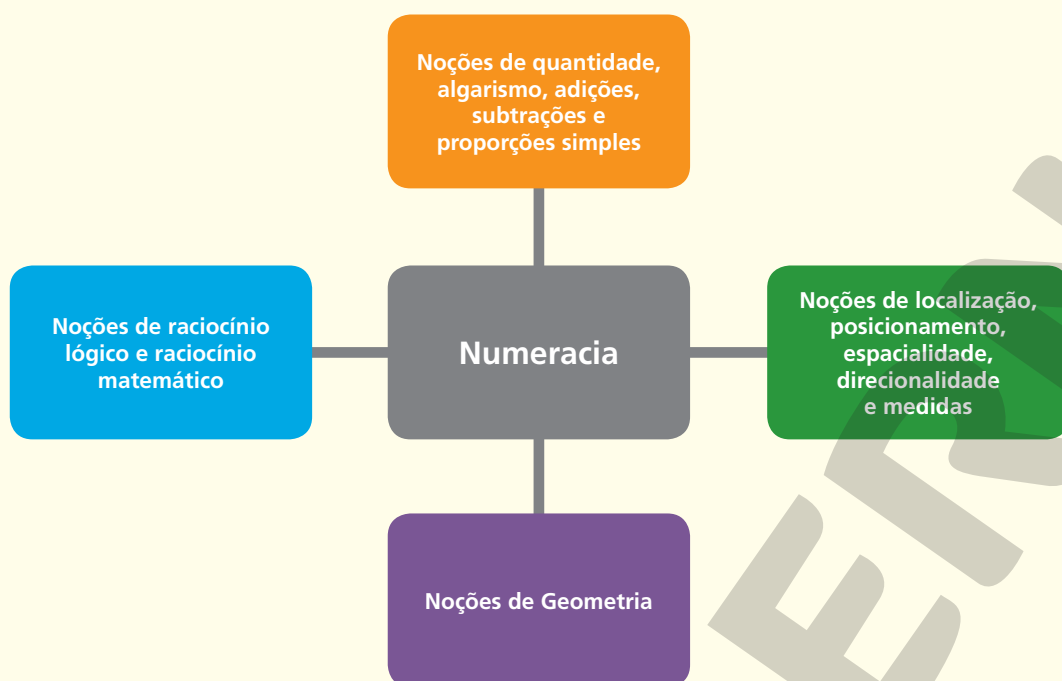 Noções de quantidade,
algarismo, adições,
subtrações e
proporções simples
Noções de raciocínio
lógico e raciocínio
matemático
Numeracia
Noções de localização,
posicionamento,
espacialidade,
direcionalidade
e medidas
Noções de Geometria